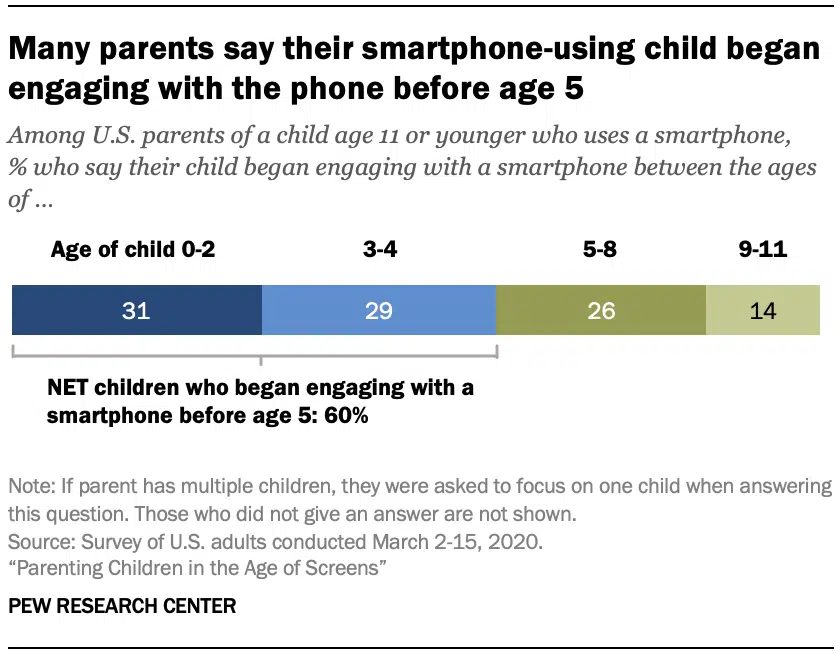 Many parents say their smartphone-using child began
engaging with the phone before age 5
Among U.S. parents of a child age 11 or younger who uses a smartphone,
% who say their child began engaging with a smartphone between the ages
of ...
Age of child 0-2 3-4 5-8 9-11
31 29 26 14
NET children who began engaging with a
smartphone before age 5: 60%
Note: If parent has multiple children, they were asked to focus on one child when answering
this question. Those who did not give an answer are not shown.
Source: Survey of U.S. adults conducted March 2-15, 2020.
“Parenting Children in the Age of Screens”
PEW RESEARCH CENTER